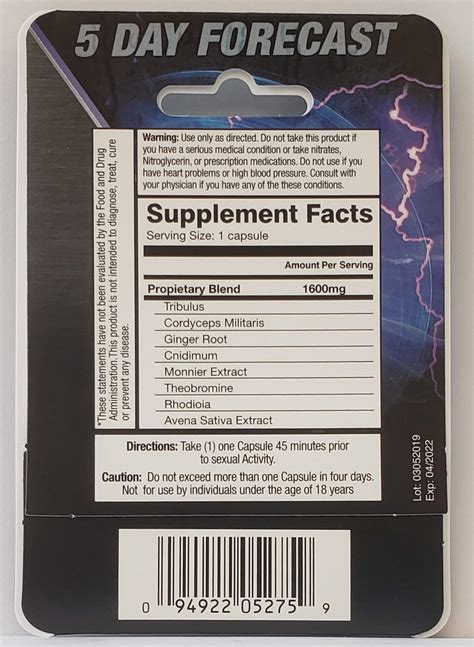 5 DAY FORECAST
Warning: Use only as directed. Do not take this product if
you have a serious medical condition or take nitrates,
Nitroglycerin, or prescription medications. Do not use if you
have heart problems or high blood pressure. Consult with
your physician if you have any of the these conditions.
Supplement Facts
Serving Size: 1 capsule
Amount Per Serving
Propietary Blend 1600mg
Tribulus
Cordyceps Militaris
Ginger Root
Cnidimum
Monnier Extract
Theobromine
Rhodioia
Avena Sativa Extract
*These statements have not been evaluated by the Food and Drug
Administration.This product is not intended to diagnose, treat, cure
or prevent any disease.
Directions: Take (1) one Capsule 45 minutes prior
to sexual Activity.
Caution: Do not exceed more than one Capsule in four days.
Not for use by individuals under the age of 18 years
Lot: 03052019
Exp: 04/2022
0 94922 05275 9